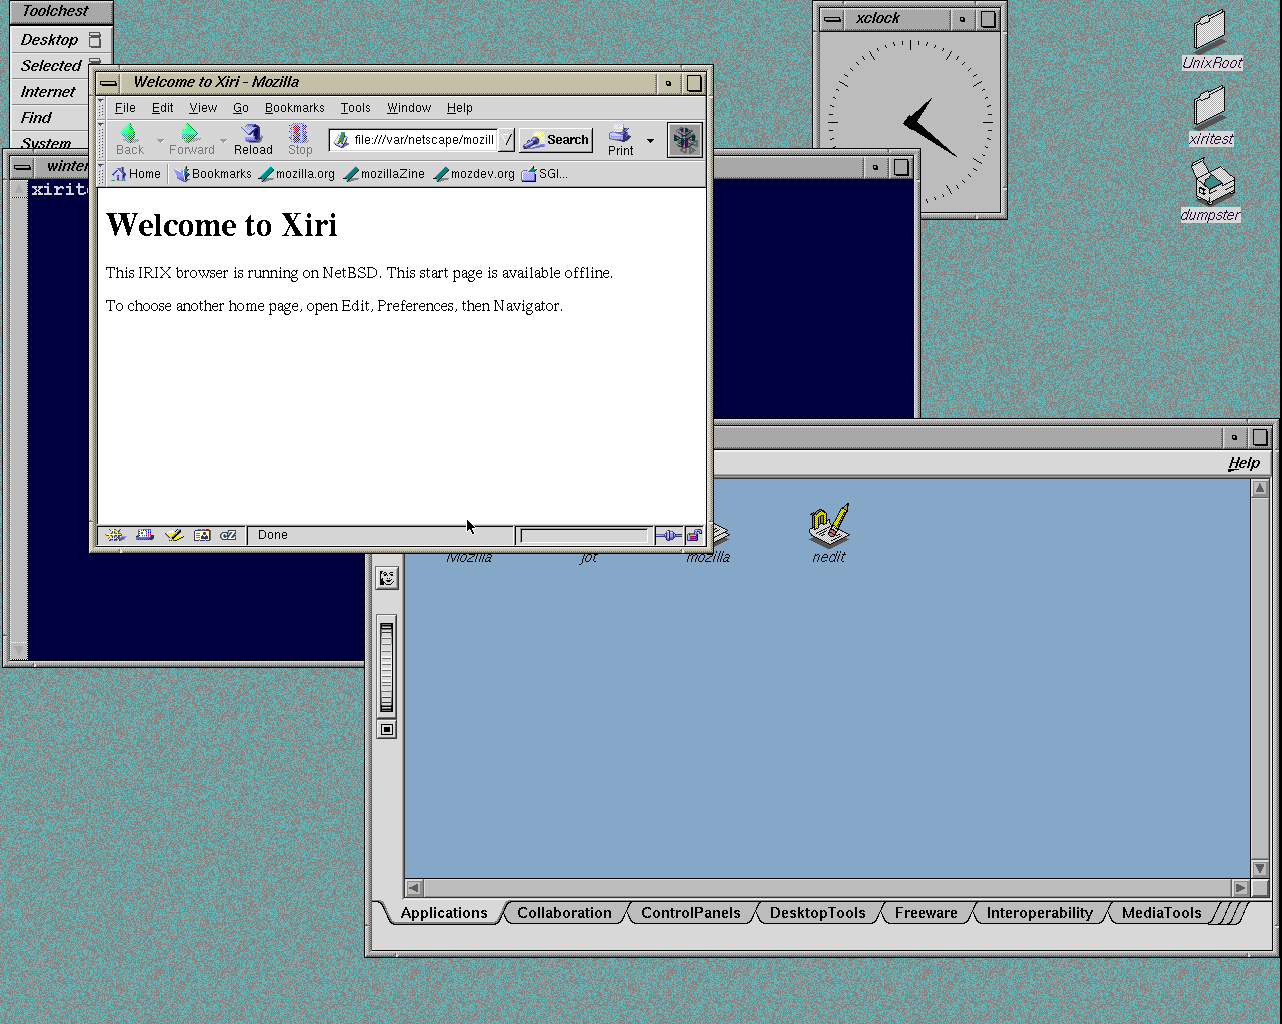 Toolchest
Desktop
Selected
Internet
Find
System
xclock
UnixRoot
xiritest
dumpster
Welcome to Xiri - Mozilla
File Edit View Go Bookmarks Tools Window Help
Back Forward Reload Stop file:///var/netscape/mozill Search Print
Home Bookmarks mozilla.org mozillaZine mozdev.org SGI...
Welcome to Xiri
This IRIX browser is running on NetBSD. This start page is available offline.
To choose another home page, open Edit, Preferences, then Navigator.
Done
Help
Mozilla jot mozilla nedit
Applications Collaboration ControlPanels DesktopTools Freeware Interoperability MediaTools